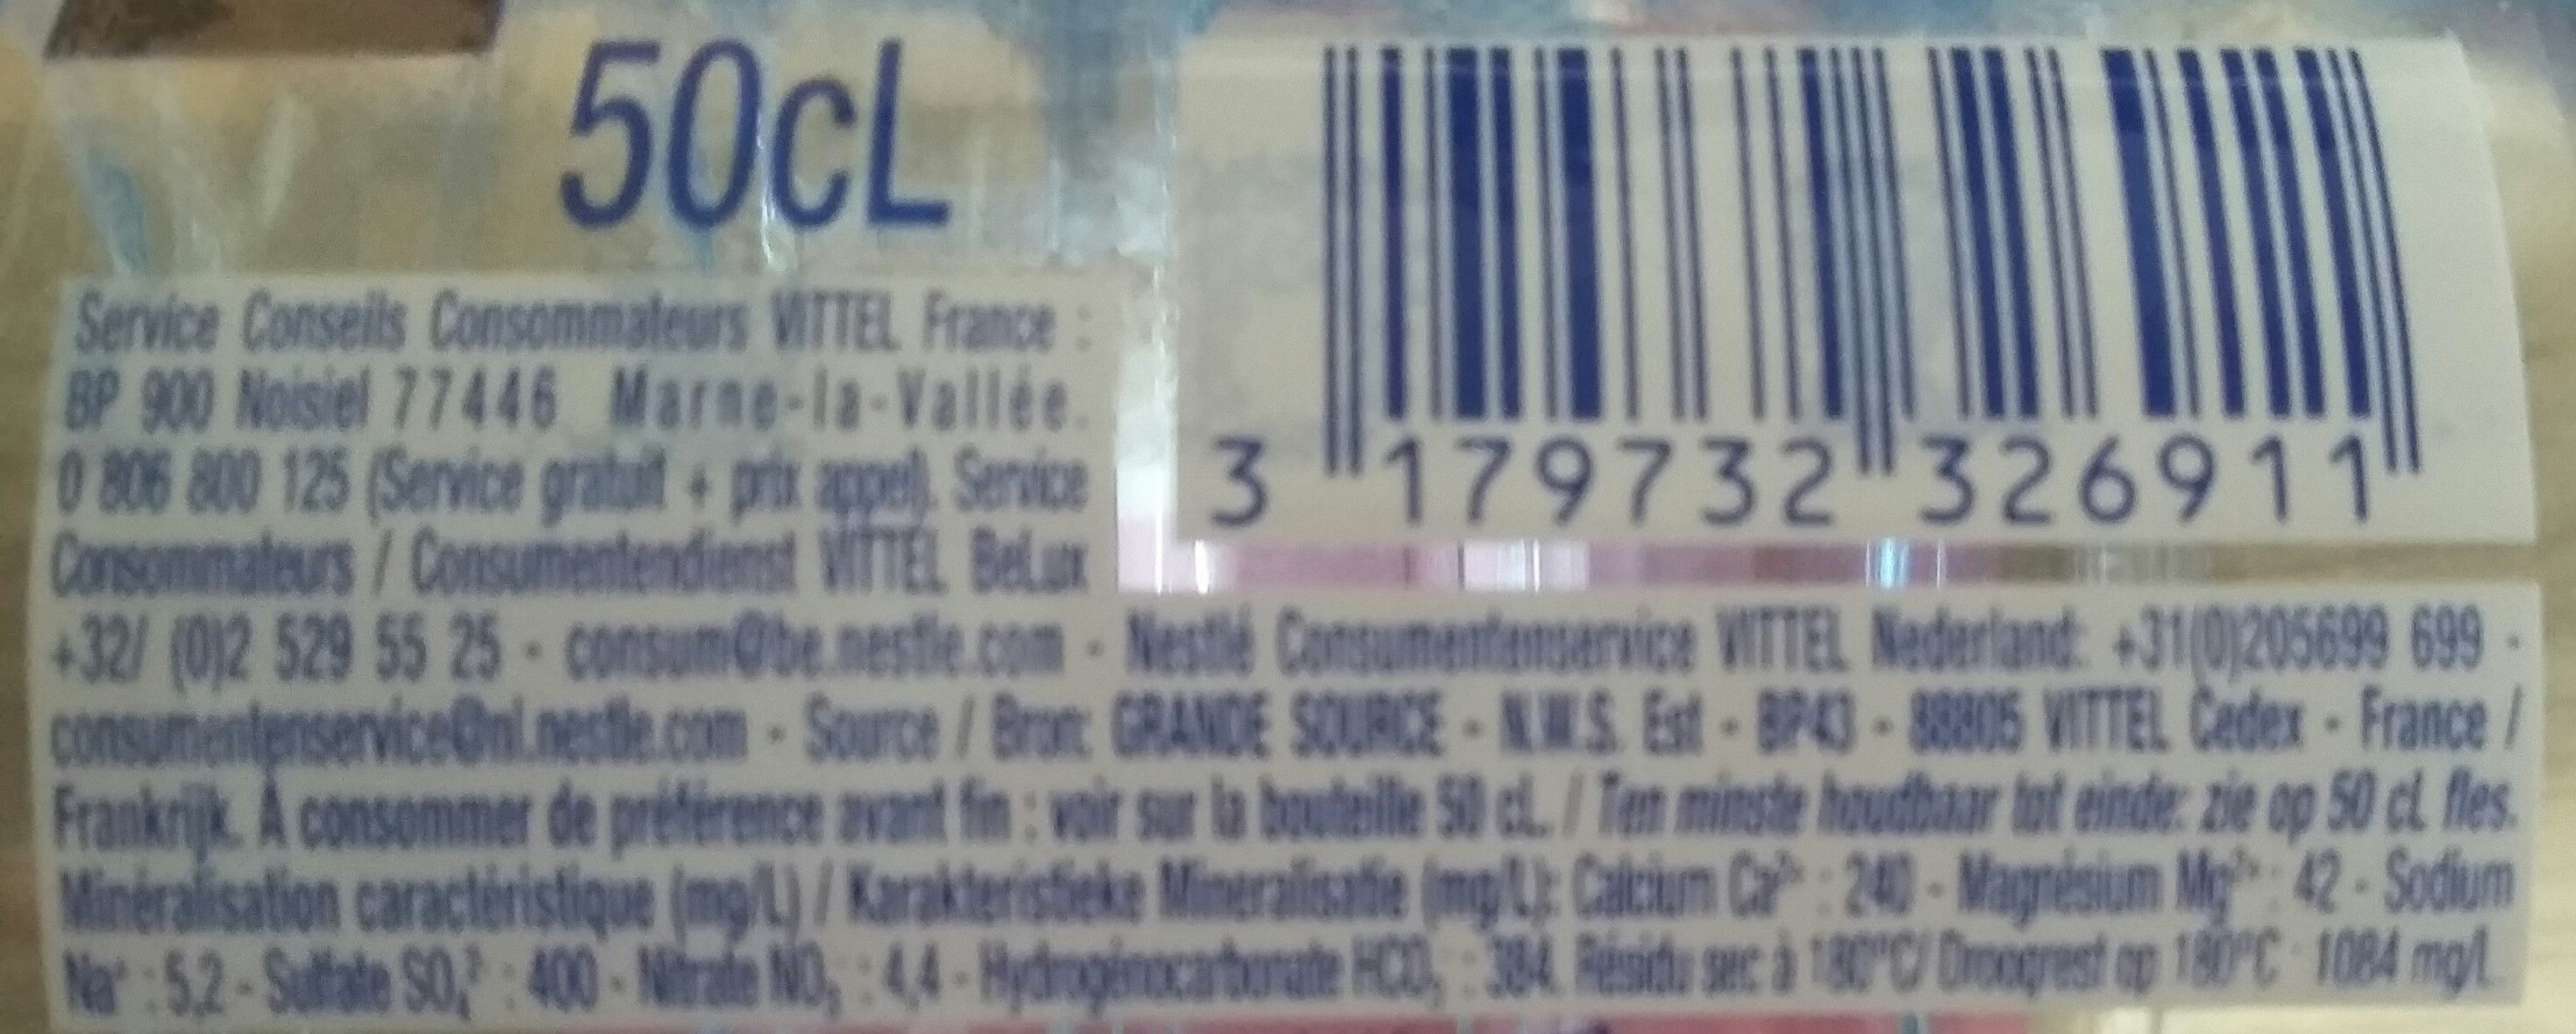 50cL
Service Conseils Consommateurs VITTEL France :
BP 900 Noisiel 77446 Marne-la-Vallée.
0 806 800 125 (Service gratuit + prix appel). Service
Consommateurs / Consumentendienst VITTEL BeLux
3 179732 326911
+32/ (0)2 529 55 25 - consum@be.nestle.com - Nestlé Consumentenservice VITTEL Nederland: +31(0)205699 699 -
consumentenservice@nl.nestle.com - Source / Bron: GRANDE SOURCE - N.W.S. Est - BP43 - 88805 VITTEL Cedex - France /
Frankrijk. À consommer de préférence avant fin : voir sur la bouteille 50 cL. / Ten minste houdbaar tot einde: zie op 50 cL fles.
Minéralisation caractéristique (mg/L) / Karakteristieke Mineralisatie (mg/L): Calcium Ca²⁺ : 240 - Magnésium Mg²⁺ : 42 - Sodium
Na⁺ : 5,2 - Sulfate SO₄²⁻ : 400 - Nitrate NO₃⁻ : 4,4 - Hydrogénocarbonate HCO₃⁻ : 384. Résidu sec à 180°C/ Droogrest op 180°C : 1084 mg/L.